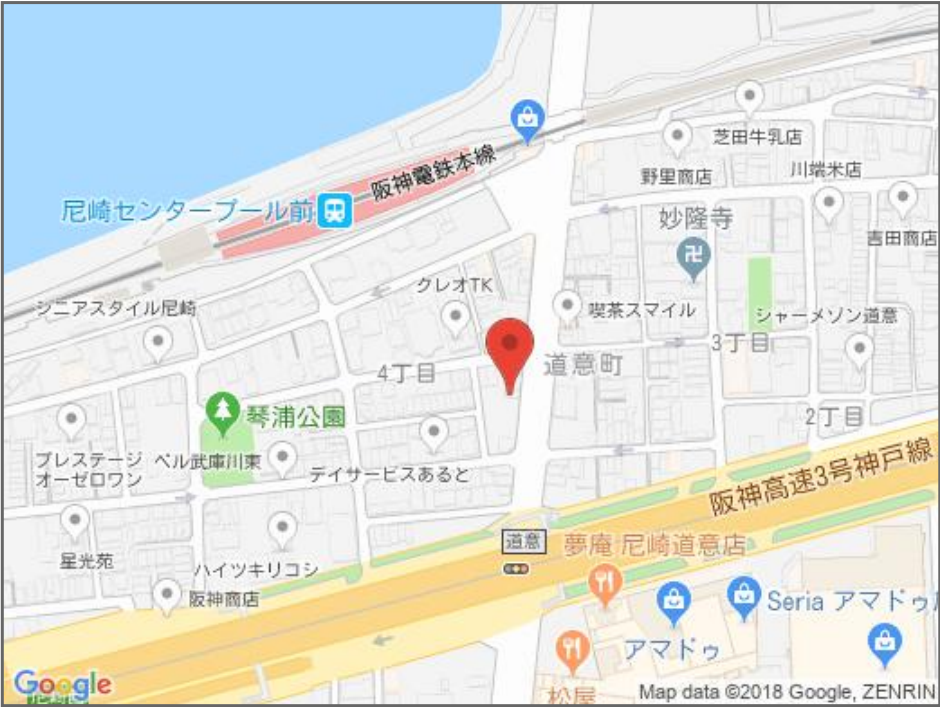 阪神電鉄本線
芝田牛乳店
野里商店
川端米店
尼崎センタープール前
妙隆寺
吉田商店
クレオTK
シニアスタイル尼崎
喫茶スマイル
シャーメゾン道意
3丁目
道意町
4丁目
2丁目
琴浦公園
プレステージ
オーゼロワン
ベル武庫川東
デイサービスあると
阪神高速3号神戸線
道意
夢庵 尼崎道意店
星光苑
ハイツキリコシ
阪神商店
Seria アマドゥ
アマドゥ
松屋
Google
Map data ©2018 Google, ZENRIN